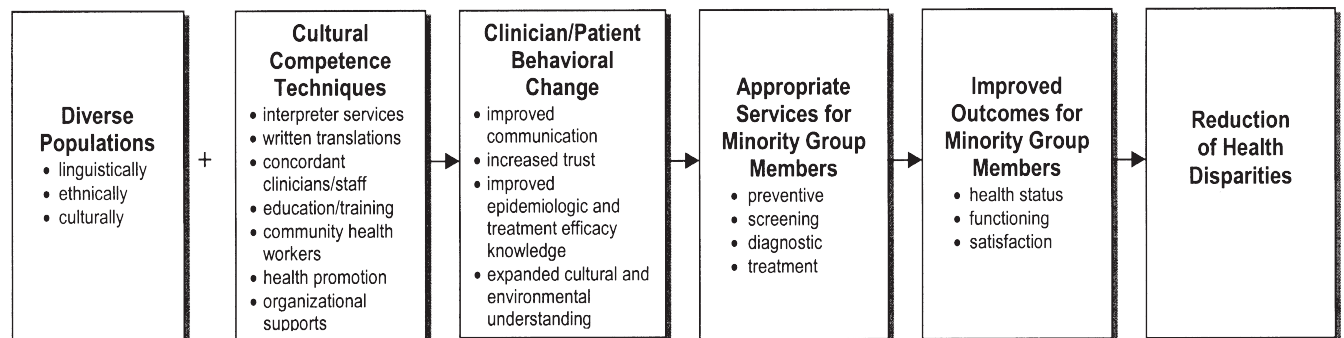 Diverse
Populations
• linguistically
• ethnically
• culturally
+
Cultural
Competence
Techniques
• interpreter services
• written translations
• concordant
clinicians/staff
• education/training
• community health
workers
• health promotion
• organizational
supports
Clinician/Patient
Behavioral
Change
• improved
communication
• increased trust
• improved
epidemiologic and
treatment efficacy
knowledge
• expanded cultural and
environmental
understanding
Appropriate
Services for
Minority Group
Members
• preventive
• screening
• diagnostic
• treatment
Improved
Outcomes for
Minority Group
Members
• health status
• functioning
• satisfaction
Reduction
of Health
Disparities